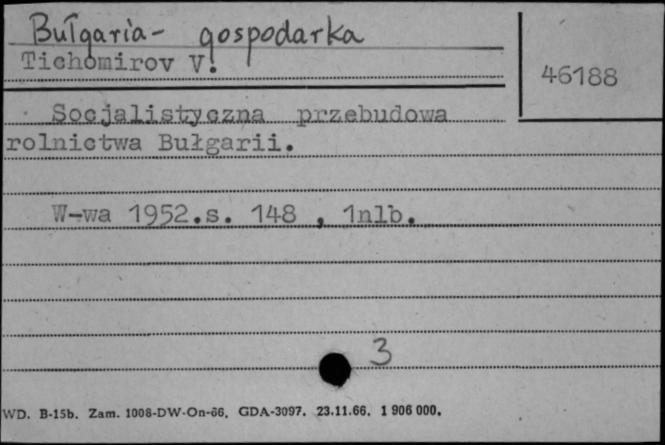 Bułgaria - gospodarka
Tichomirov V.
46188
Socjalistyczna przebudowa
rolnictwa Bułgarii.
W-wa 1952.s. 148 , 1nlb.
3
WD. B-15b. Zam. 1008-DW-On-66. GDA-3097. 23.11.66. 1 906 000.